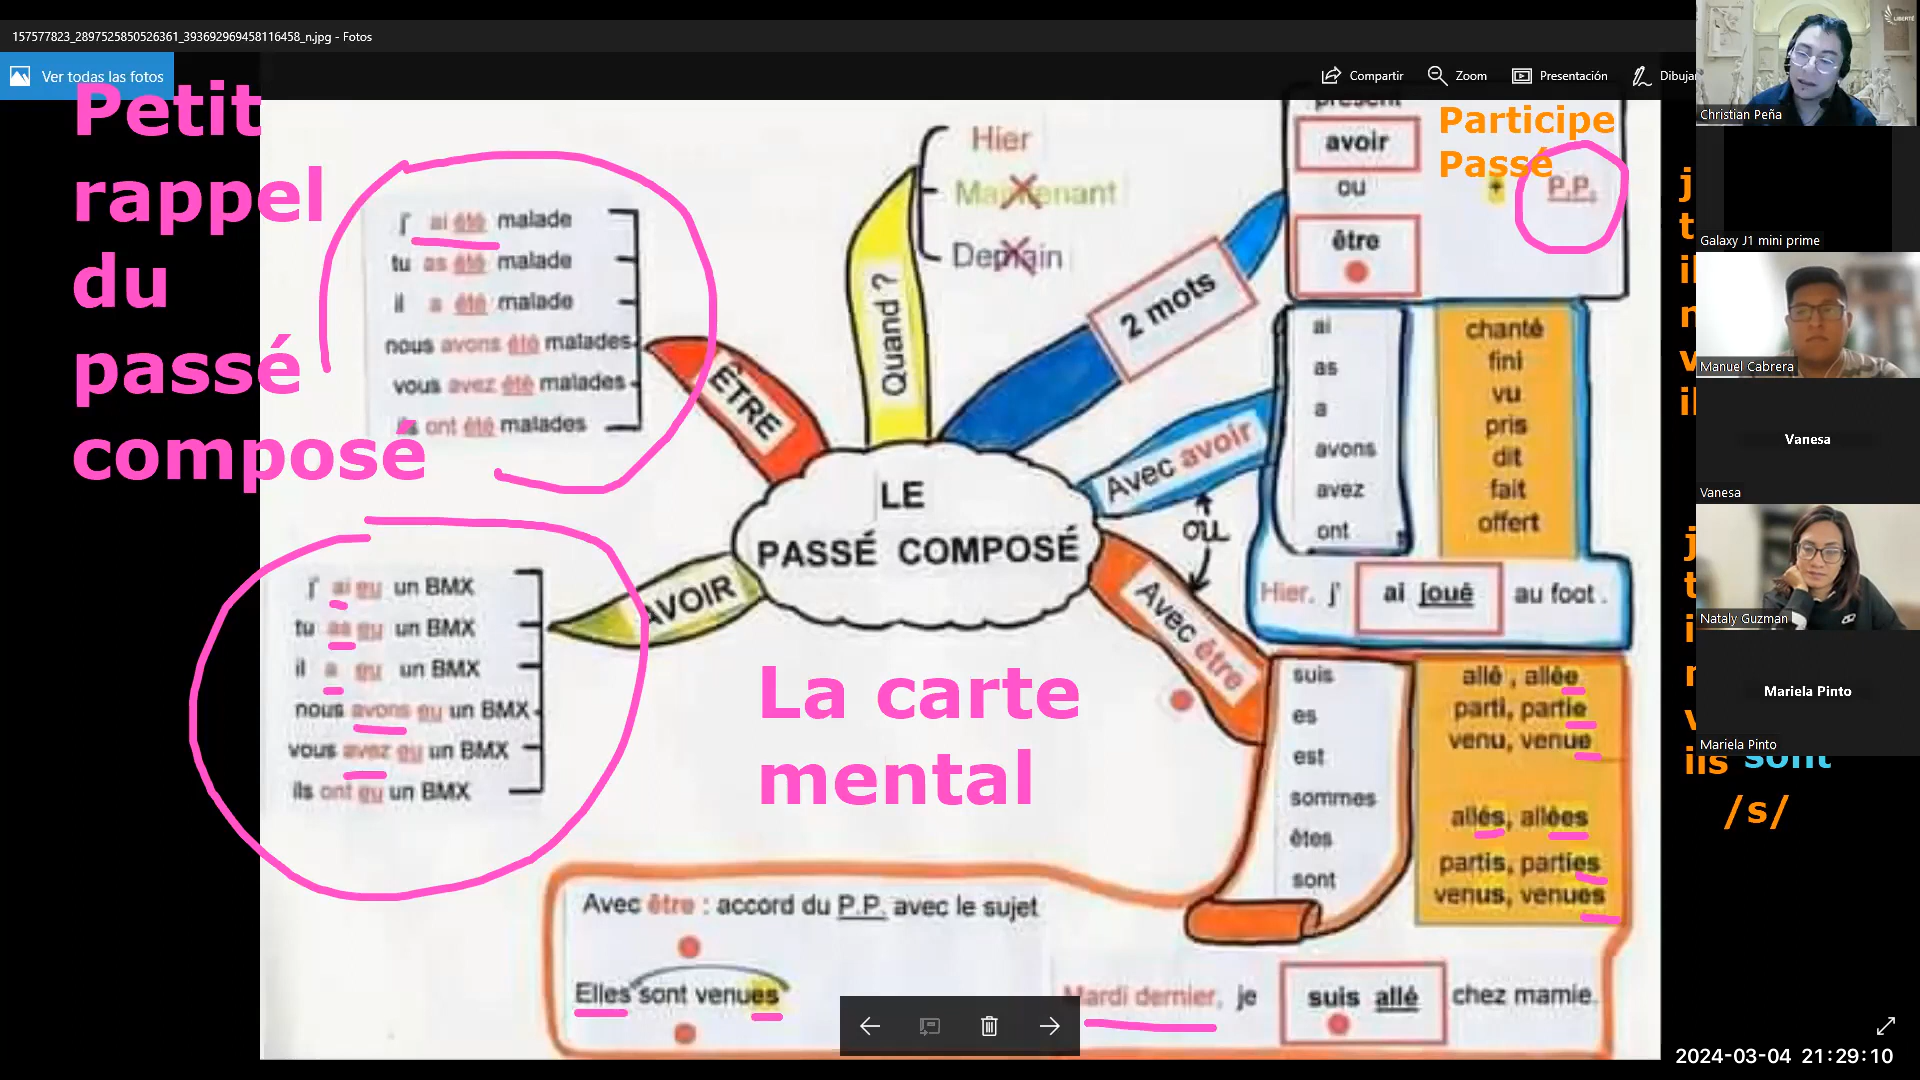 157577823_2897525850526361_393692969458116458_n.jpg - Fotos
Ver todas las fotos
Compartir
Zoom
Presentación
Dibujar
Petit
rappel
du
passé
composé
j' ai été malade
tu as été malade
il a été malade
nous avons été malades
vous avez été malades
ils ont été malades
ÊTRE
Quand ?
Hier
Maintenant
Demain
2 mots
présent
avoir
ou
être
+
P.P.
Participe
Passé
Avec avoir
ou
Avec être
LE
PASSÉ COMPOSÉ
AVOIR
ai
as
a
avons
avez
ont
chanté
fini
vu
pris
dit
fait
offert
Hier, j' ai joué au foot.
j' ai eu un BMX
tu as eu un BMX
il a eu un BMX
nous avons eu un BMX
vous avez eu un BMX
ils ont eu un BMX
La carte
mental
suis
es
est
sommes
êtes
sont
allé , allée
parti, partie
venu, venue
allés, allées
partis, parties
venus, venues
Avec être : accord du P.P. avec le sujet
Elles sont venues
Mardi dernier, je suis allé chez mamie.
LIBERTÉ
Christian Peña
Galaxy J1 mini prime
Manuel Cabrera
Vanesa
Vanesa
Nataly Guzman
Mariela Pinto
Mariela Pinto
ils sont
/s/
2024-03-04 21:29:10